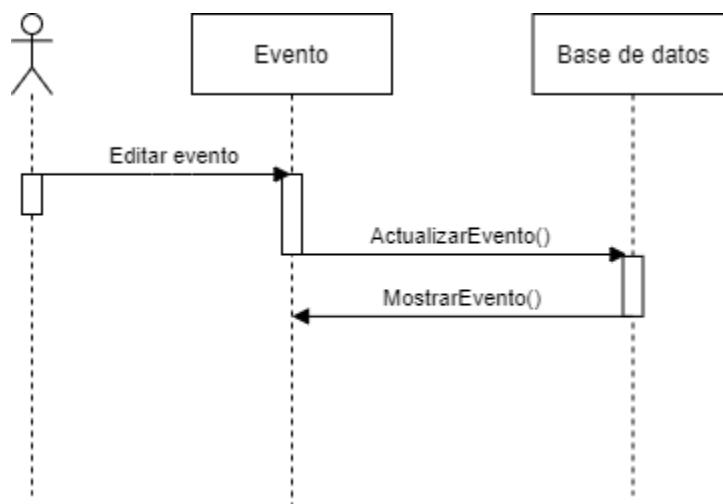 Evento
Base de datos
Editar evento
ActualizarEvento()
MostrarEvento()